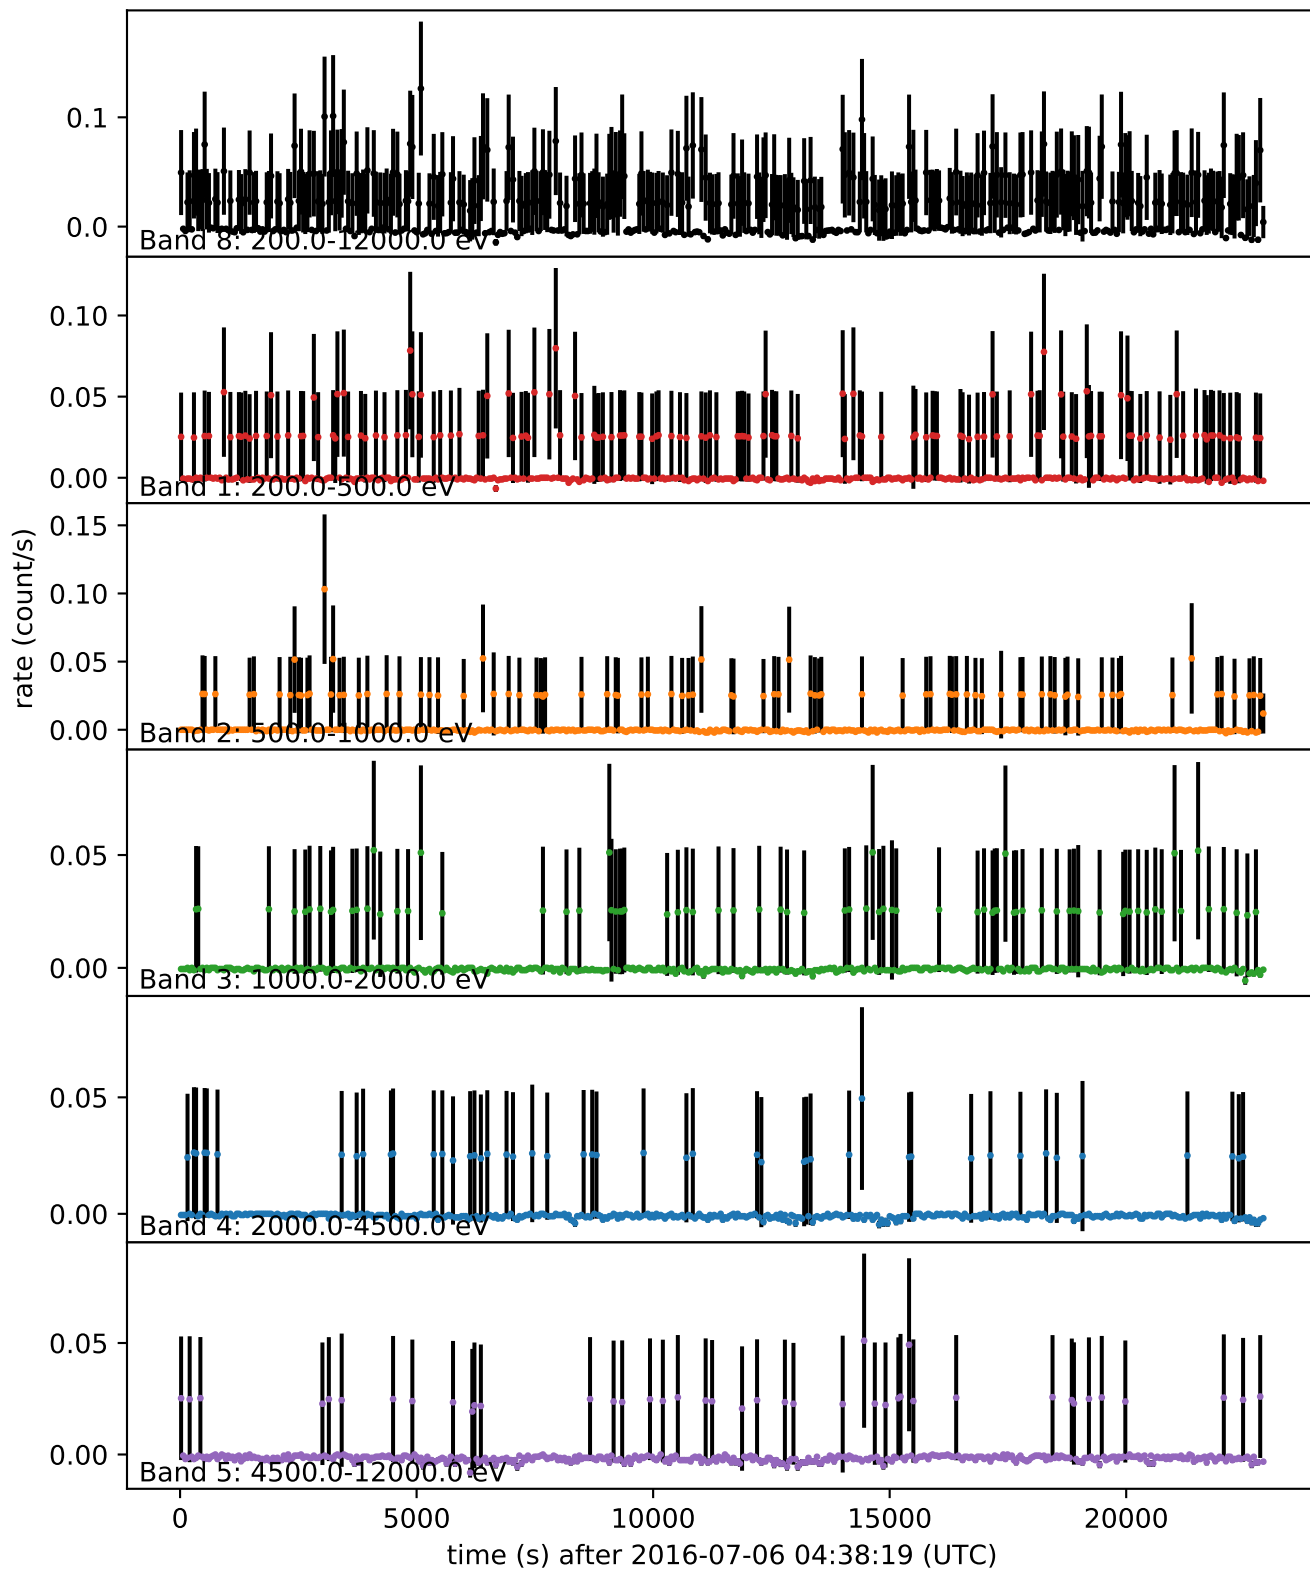 0.1
0.0
Band 8: 200.0-12000.0 eV
0.10
0.05
0.00
Band 1: 200.0-500.0 eV
0.15
0.10
0.05
0.00
Band 2: 500.0-1000.0 eV
rate (count/s)
0.05
0.00
Band 3: 1000.0-2000.0 eV
0.05
0.00
Band 4: 2000.0-4500.0 eV
0.05
0.00
Band 5: 4500.0-12000.0 eV
0 5000 10000 15000 20000
time (s) after 2016-07-06 04:38:19 (UTC)